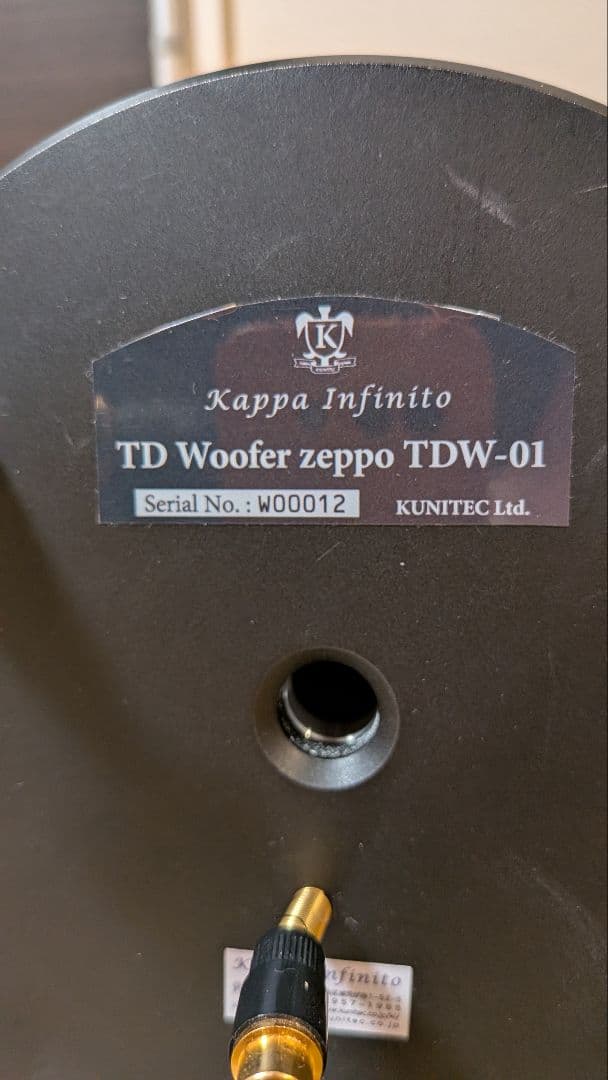 K
Kappa Infinito
TD Woofer zeppo TDW-01
Serial No. : W00012
KUNITEC Ltd.